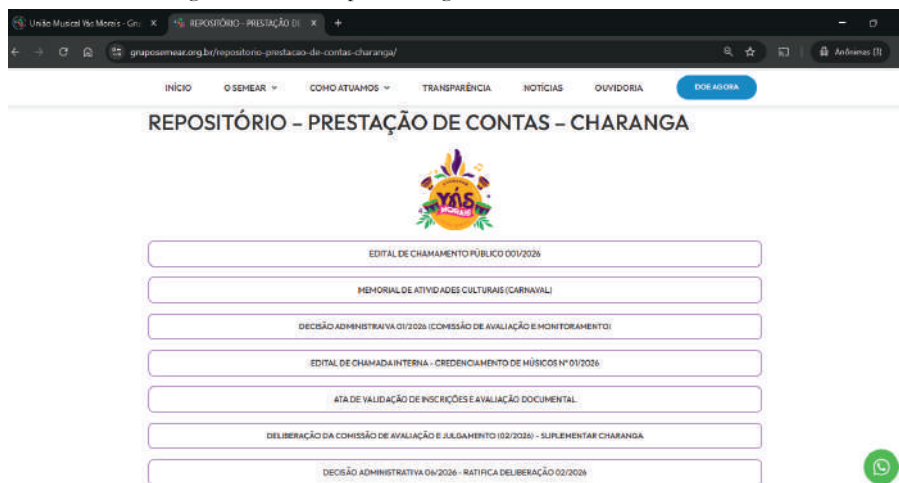 União Musical Yás Morais - Gru
REPOSITÓRIO – PRESTAÇÃO DE
gruposemear.org.br/repositorio-prestacao-de-contas-charanga/
Anônimas (3)
INÍCIO O SEMEAR COMO ATUAMOS TRANSPARÊNCIA NOTÍCIAS OUVIDORIA DOE AGORA
REPOSITÓRIO – PRESTAÇÃO DE CONTAS – CHARANGA
YÁS
MORAIS
EDITAL DE CHAMAMENTO PÚBLICO 001/2026
MEMORIAL DE ATIVIDADES CULTURAIS (CARNAVAL)
DECISÃO ADMINISTRAIVA 01/2026 (COMISSÃO DE AVALIAÇÃO E MONITORAMENTO)
EDITAL DE CHAMADA INTERNA - CREDENCIAMENTO DE MÚSICOS Nº 01/2026
ATA DE VALIDAÇÃO DE INSCRIÇÕES E AVALIAÇÃO DOCUMENTAL
DELIBERAÇÃO DA COMISSÃO DE AVALIAÇÃO E JULGAMENTO (02/2026) - SUPLEMENTAR CHARANGA
DECISÃO ADMINISTRATIVA 06/2026 - RATIFICA DELIBERAÇÃO 02/2026